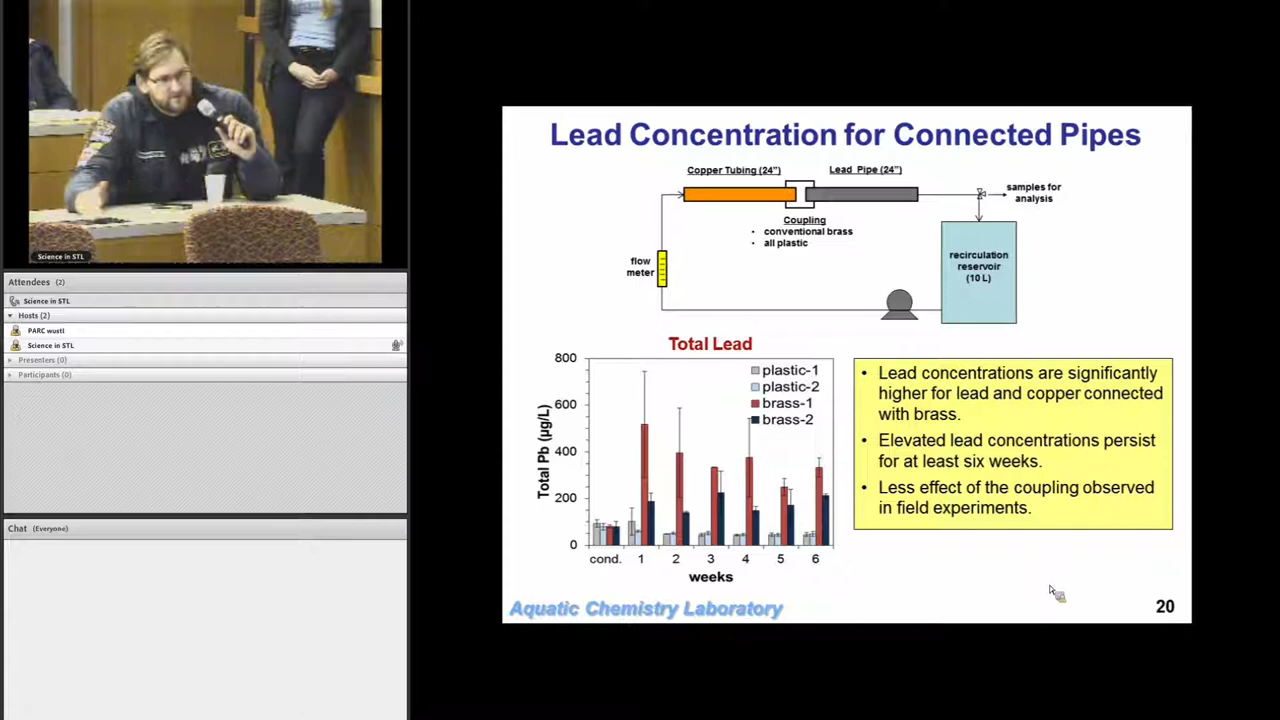 Science in STL
Attendees (2)
Science in STL
Hosts (2)
PARC wustl
Science in STL
Presenters (0)
Participants (0)
Chat (Everyone)
Lead Concentration for Connected Pipes
Copper Tubing (24")
Lead Pipe (24")
samples for
analysis
Coupling
• conventional brass
• all plastic
flow
meter
recirculation
reservoir
(10 L)
Total Lead
Total Pb (µg/L)
800
600
400
200
0
plastic-1
plastic-2
brass-1
brass-2
cond. 1 2 3 4 5 6
weeks
• Lead concentrations are significantly
higher for lead and copper connected
with brass.
• Elevated lead concentrations persist
for at least six weeks.
• Less effect of the coupling observed
in field experiments.
Aquatic Chemistry Laboratory
20